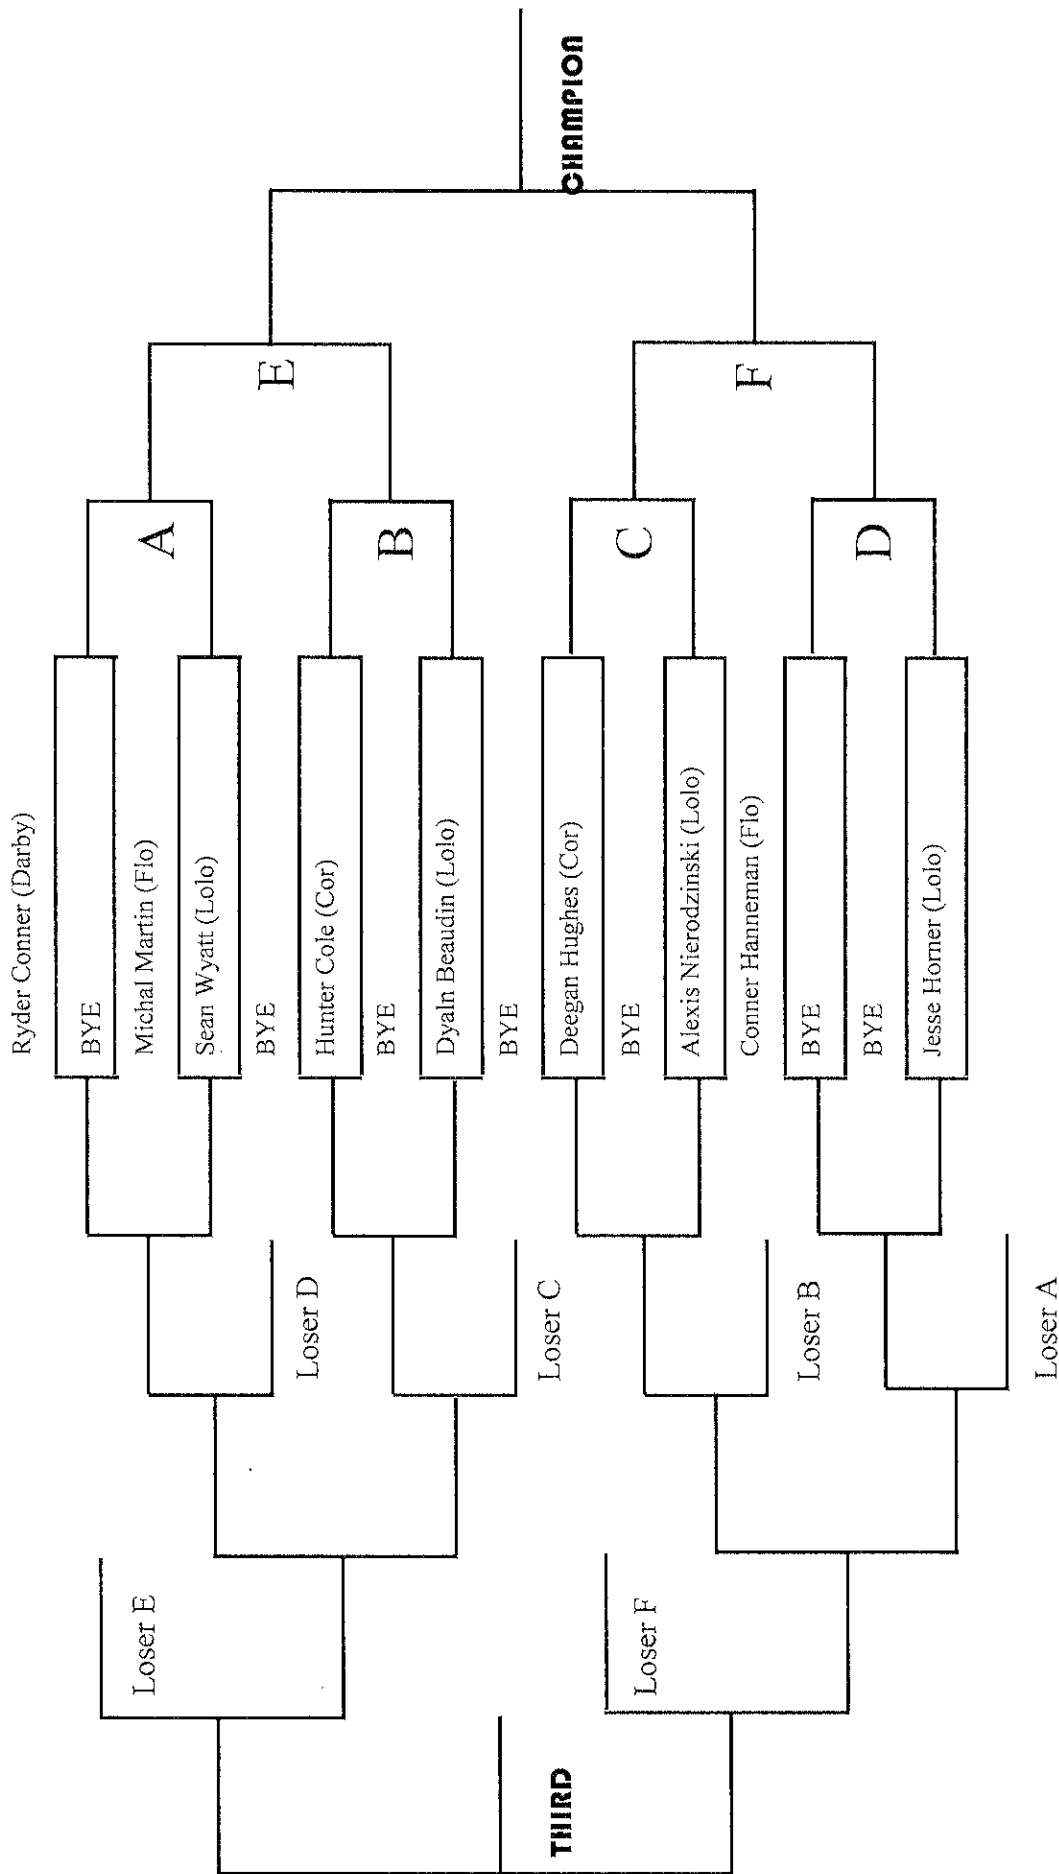 Ryder Conner (Darby)
BYE
Michal Martin (Flo)
Sean Wyatt (Lolo)
BYE
Hunter Cole (Cor)
BYE
Dyaln Beaudin (Lolo)
BYE
Deegan Hughes (Cor)
BYE
Alexis Nierodzinski (Lolo)
Conner Hanneman (Flo)
BYE
BYE
Jesse Horner (Lolo)
A
B
C
D
E
F
CHAMPION
Loser D
Loser C
Loser B
Loser A
Loser E
Loser F
THIRD